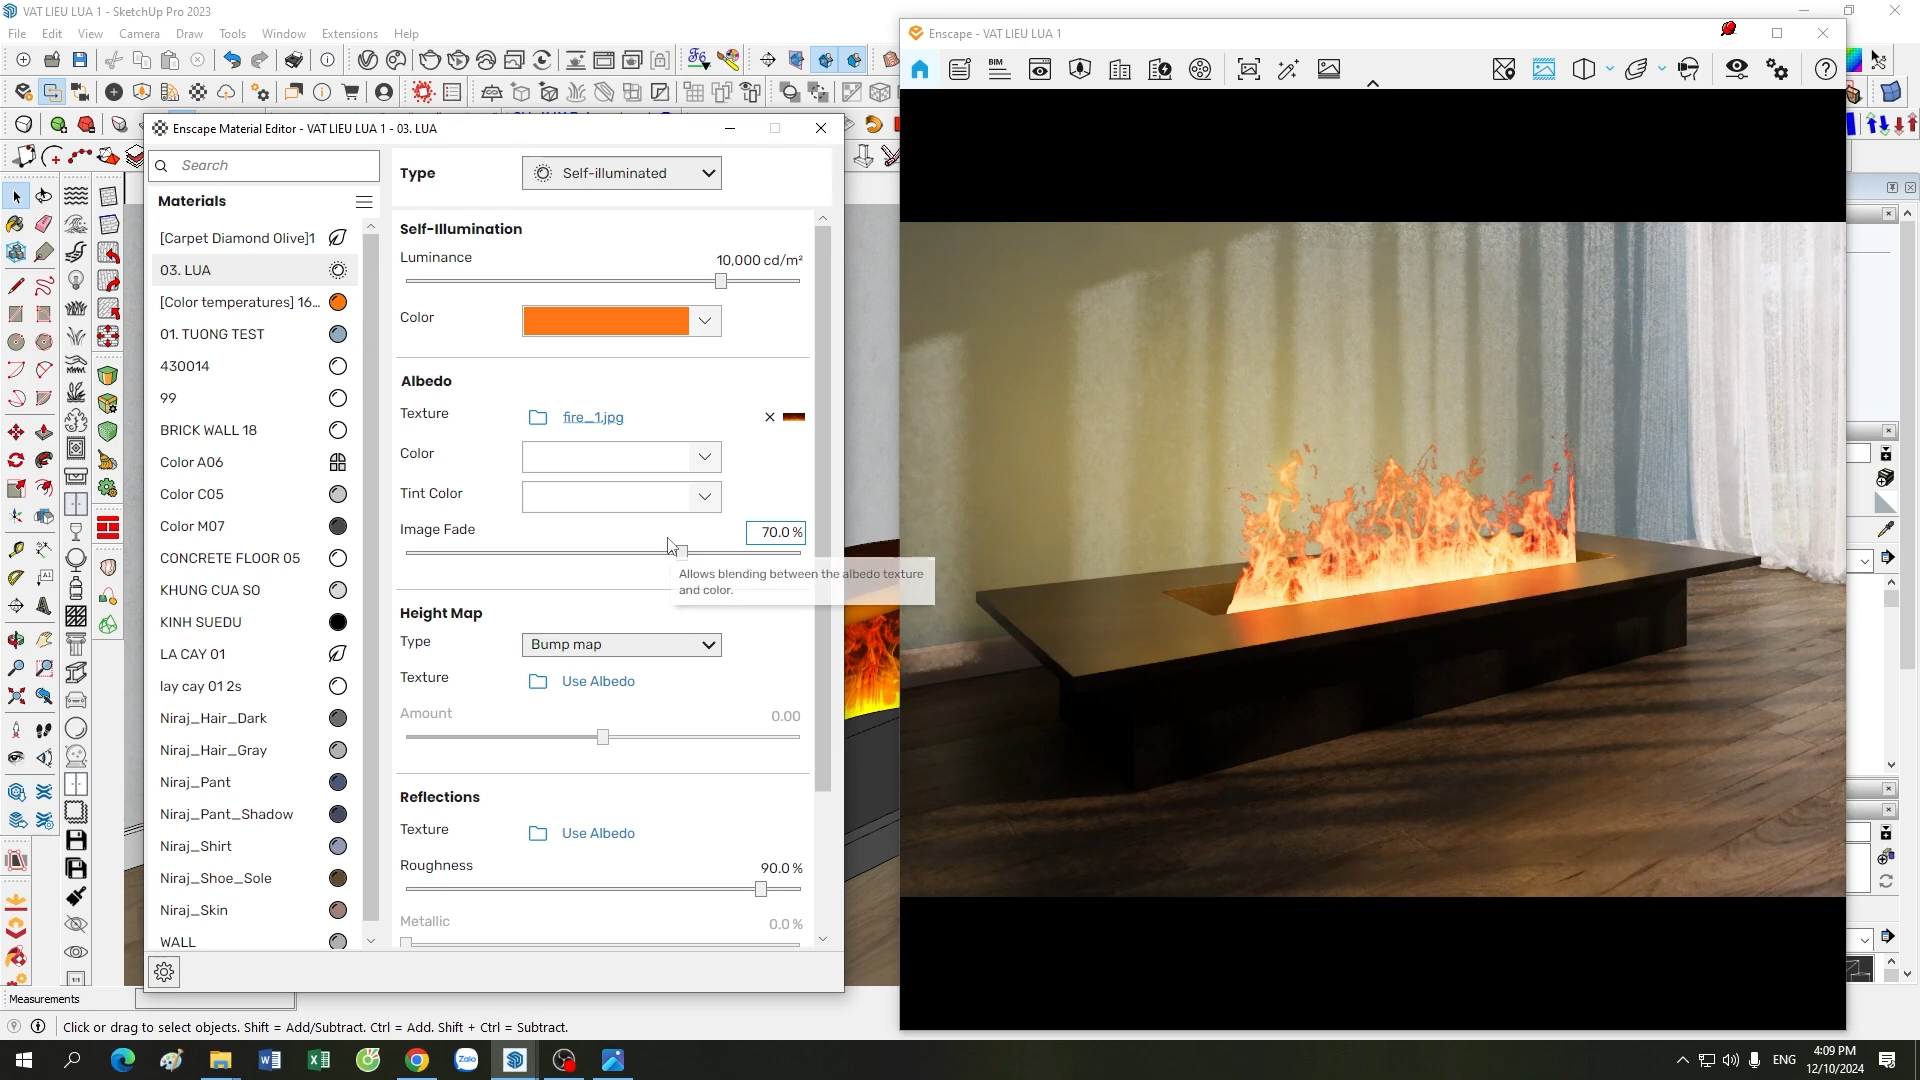 VAT LIEU LUA 1 - SketchUp Pro 2023
File Edit View Camera Draw Tools Window Extensions Help
Enscape - VAT LIEU LUA 1
BIM
Enscape Material Editor - VAT LIEU LUA 1 - 03. LUA
Search
Materials
[Carpet Diamond Olive]1
03. LUA
[Color temperatures] 16...
01. TUONG TEST
430014
99
BRICK WALL 18
Color A06
Color C05
Color M07
CONCRETE FLOOR 05
KHUNG CUA SO
KINH SUEDU
LA CAY 01
lay cay 01 2s
Niraj_Hair_Dark
Niraj_Hair_Gray
Niraj_Pant
Niraj_Pant_Shadow
Niraj_Shirt
Niraj_Shoe_Sole
Niraj_Skin
WALL
Type Self-illuminated
Self-Illumination
Luminance 10,000 cd/m²
Color
Albedo
Texture fire_1.jpg
Color
Tint Color
Image Fade 70.0 %
Allows blending between the albedo texture
and color.
Height Map
Type Bump map
Texture Use Albedo
Amount 0.00
Reflections
Texture Use Albedo
Roughness 90.0 %
Metallic 0.0 %
Measurements
Click or drag to select objects. Shift = Add/Subtract. Ctrl = Add. Shift + Ctrl = Subtract.
Zalo
ENG
4:09 PM
12/10/2024